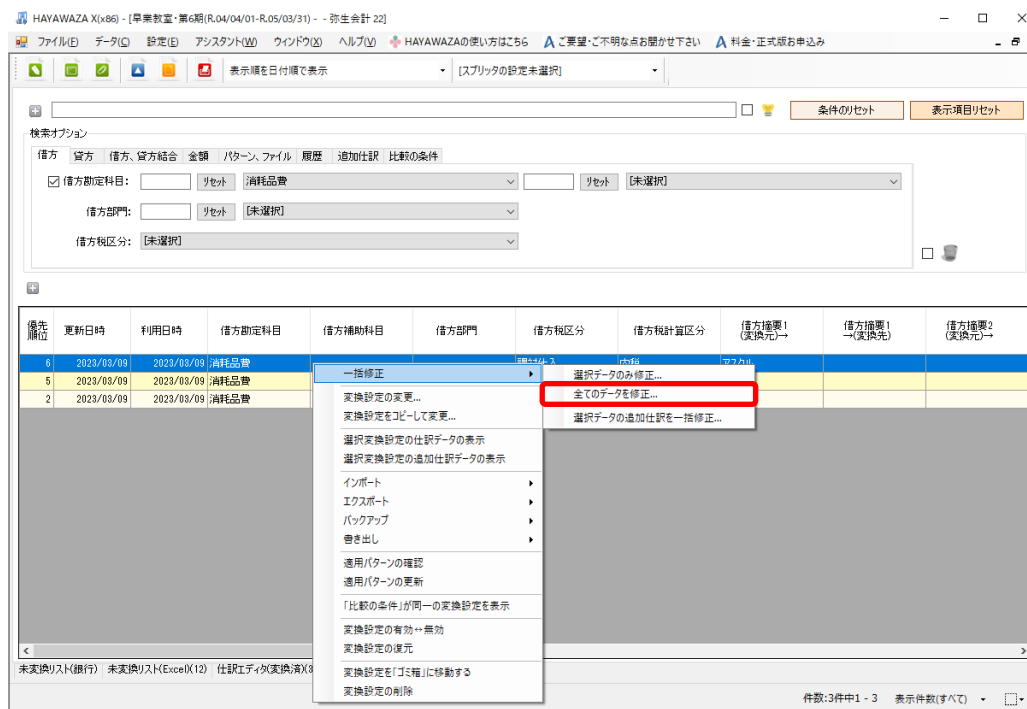 HAYAWAZA X(x86) - [早業教室・第6期(R.04/04/01-R.05/03/31) - - 弥生会計 22]
ファイル(F) データ(C) 設定(E) アシスタント(W) ウィンドウ(X) ヘルプ(V) HAYAWAZAの使い方はこちら ご要望・ご不明な点お聞かせ下さい 料金・正式版お申込み
表示順を日付順で表示 [スプリッタの設定未選択]
条件のリセット 表示項目リセット
検索オプション
借方 貸方 借方、貸方結合 金額 パターン、ファイル 履歴 追加仕訳 比較の条件
借方勘定科目: リセット 消耗品費 リセット [未選択]
借方部門: リセット [未選択]
借方税区分: [未選択]
優先順位 更新日時 利用日時 借方勘定科目 借方補助科目 借方部門 借方税区分 借方税計算区分 借方摘要1(変換元)→ 借方摘要1→(変換先) 借方摘要2(変換元)→
6 2023/03/09 2023/03/09 消耗品費 課対仕入 内税 アスクル
5 2023/03/09 2023/03/09 消耗品費
2 2023/03/09 2023/03/09 消耗品費
一括修正
変換設定の変更...
変換設定をコピーして変更...
選択変換設定の仕訳データの表示
選択変換設定の追加仕訳データの表示
インポート
エクスポート
バックアップ
書き出し
適用パターンの確認
適用パターンの更新
「比較の条件」が同一の変換設定を表示
変換設定の有効↔無効
変換設定の復元
変換設定を「ゴミ箱」に移動する
変換設定の削除
選択データのみ修正...
全てのデータを修正...
選択データの追加仕訳を一括修正...
未変換リスト(銀行) 未変換リスト(Excel)(12) 仕訳エディタ(変換済)(3
件数:3件中1 - 3 表示件数(すべて)